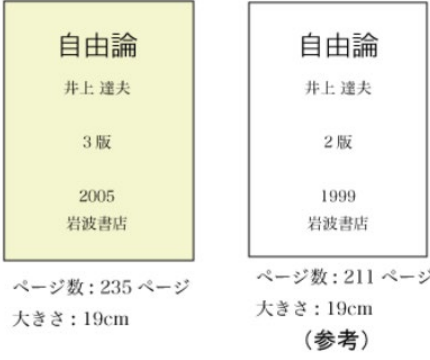 自由論
井上 達夫
3 版
2005
岩波書店
ページ数 : 235 ページ
大きさ : 19cm
自由論
井上 達夫
2 版
1999
岩波書店
ページ数 : 211 ページ
大きさ : 19cm
（参考）